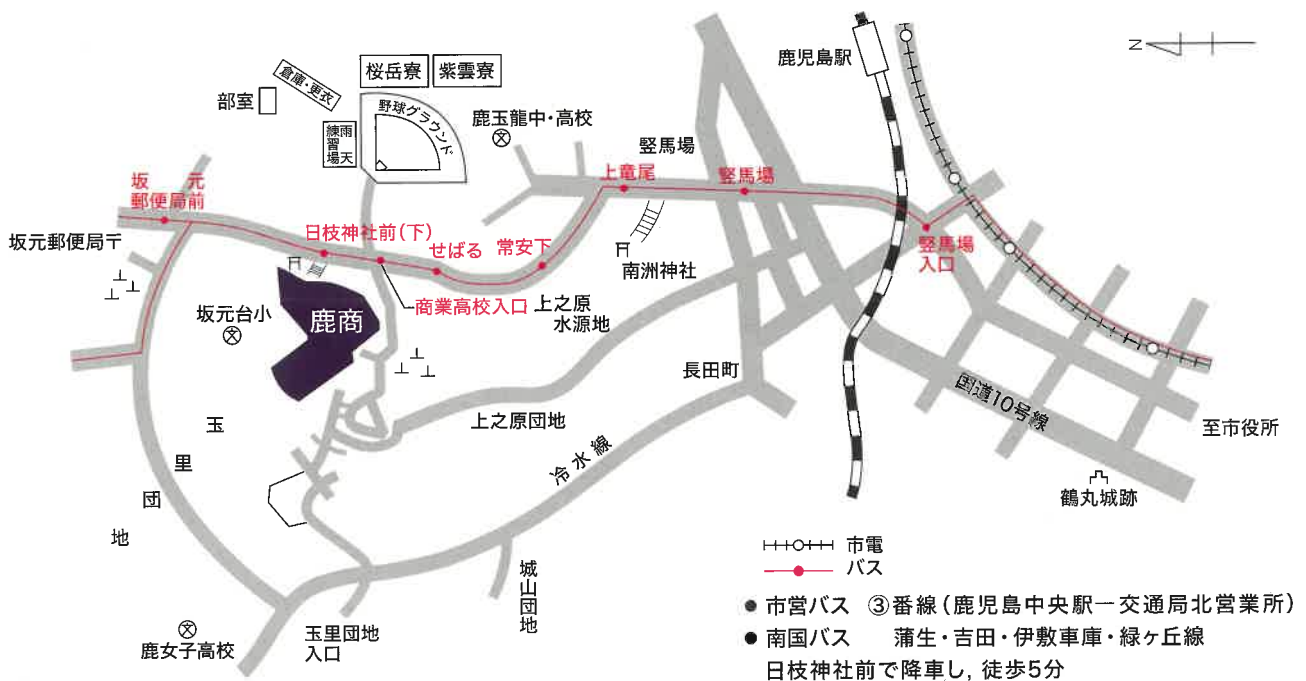 鹿児島駅
N
桜岳寮
紫雲寮
倉庫・更衣
部室
野球グラウンド
雨天
練習場
鹿玉龍中・高校
文
竪馬場
上竜尾
竪馬場
坂元
郵便局前
坂元郵便局〒
日枝神社前(下)
せばる
常安下
南洲神社
竪馬場
入口
鹿商
商業高校入口
上之原
水源地
坂元台小
文
長田町
国道10号線
上之原団地
至市役所
玉里団地
冷水線
鶴丸城跡
城山団地
文
鹿女子高校
玉里団地
入口
市電
バス
●市営バス ③番線(鹿児島中央駅ー交通局北営業所)
●南国バス 蒲生・吉田・伊敷車庫・緑ヶ丘線
日枝神社前で降車し, 徒歩5分